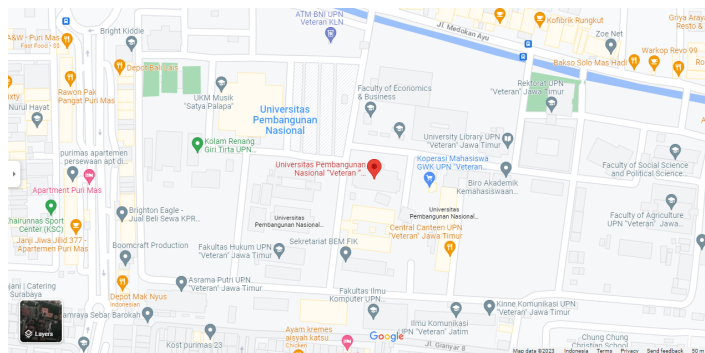 ATM BNI UPN
Veteran KLN
Kofibrik Rungkut
Griya Araya
Resto &
Bright Kiddie
Jl. Medokan Ayu
Zoe Net
A&W - Puri Mas
Fast Food
Warkop Revo 99
Bakso Solo Mas Hadi
Rawon Pak
Pangat Puri Mas
UKM Musik
"Satya Palapa"
Faculty of Economics
& Business
Rektorat UPN
"Veteran" Jawa Timur
Nurul Hayat
Universitas
Pembangunan
Nasional
University Library UPN
"Veteran" Jawa Timur
Kolam Renang
Giri Tirta UPN...
purimas apartemen
persewaan apt di...
Universitas Pembangunan
Nasional "Veteran "...
Koperasi Mahasiswa
GWK UPN "Veteran...
Faculty of Social Science
and Political Science...
Biro Akademik
Kemahasiswaan...
Apartment Puri Mas
Khairunnas Sport
Center (KSC)
Brighton Eagle -
Jual Beli Sewa KPR...
Universitas
Pembangunan Nasional...
Universitas
Pembangunan Nasional...
Faculty of Agriculture
UPN "Veteran" Jawa...
Central Canteen UPN
"Veteran" Jawa Timur
Janji Jiwa Jilid 377 -
Apartemen Puri Mas
Boomcraft Production
Fakultas Hukum UPN
"Veteran" Jawa...
Sekretariat BEM FIK
Asrama Putri UPN
"Veteran" Jawa Timur
Catering
Surabaya
Depot Mak Nyus
Indonesian
Fakultas Ilmu
Komputer UPN...
Kinne Komunikasi UPN
"Veteran" Jawa Timur
Layers
Sebar Barokah
Ilmu Komunikasi
UPN "Veteran" Jatim
Kost purimas 23
Ayam kremes
aisyah katsu
Chicken
Google
Jl. Gianyar B
Chung Chung
Christian School
Map data ©2023
Indonesia
Terms
Privacy
Send feedback
50 m